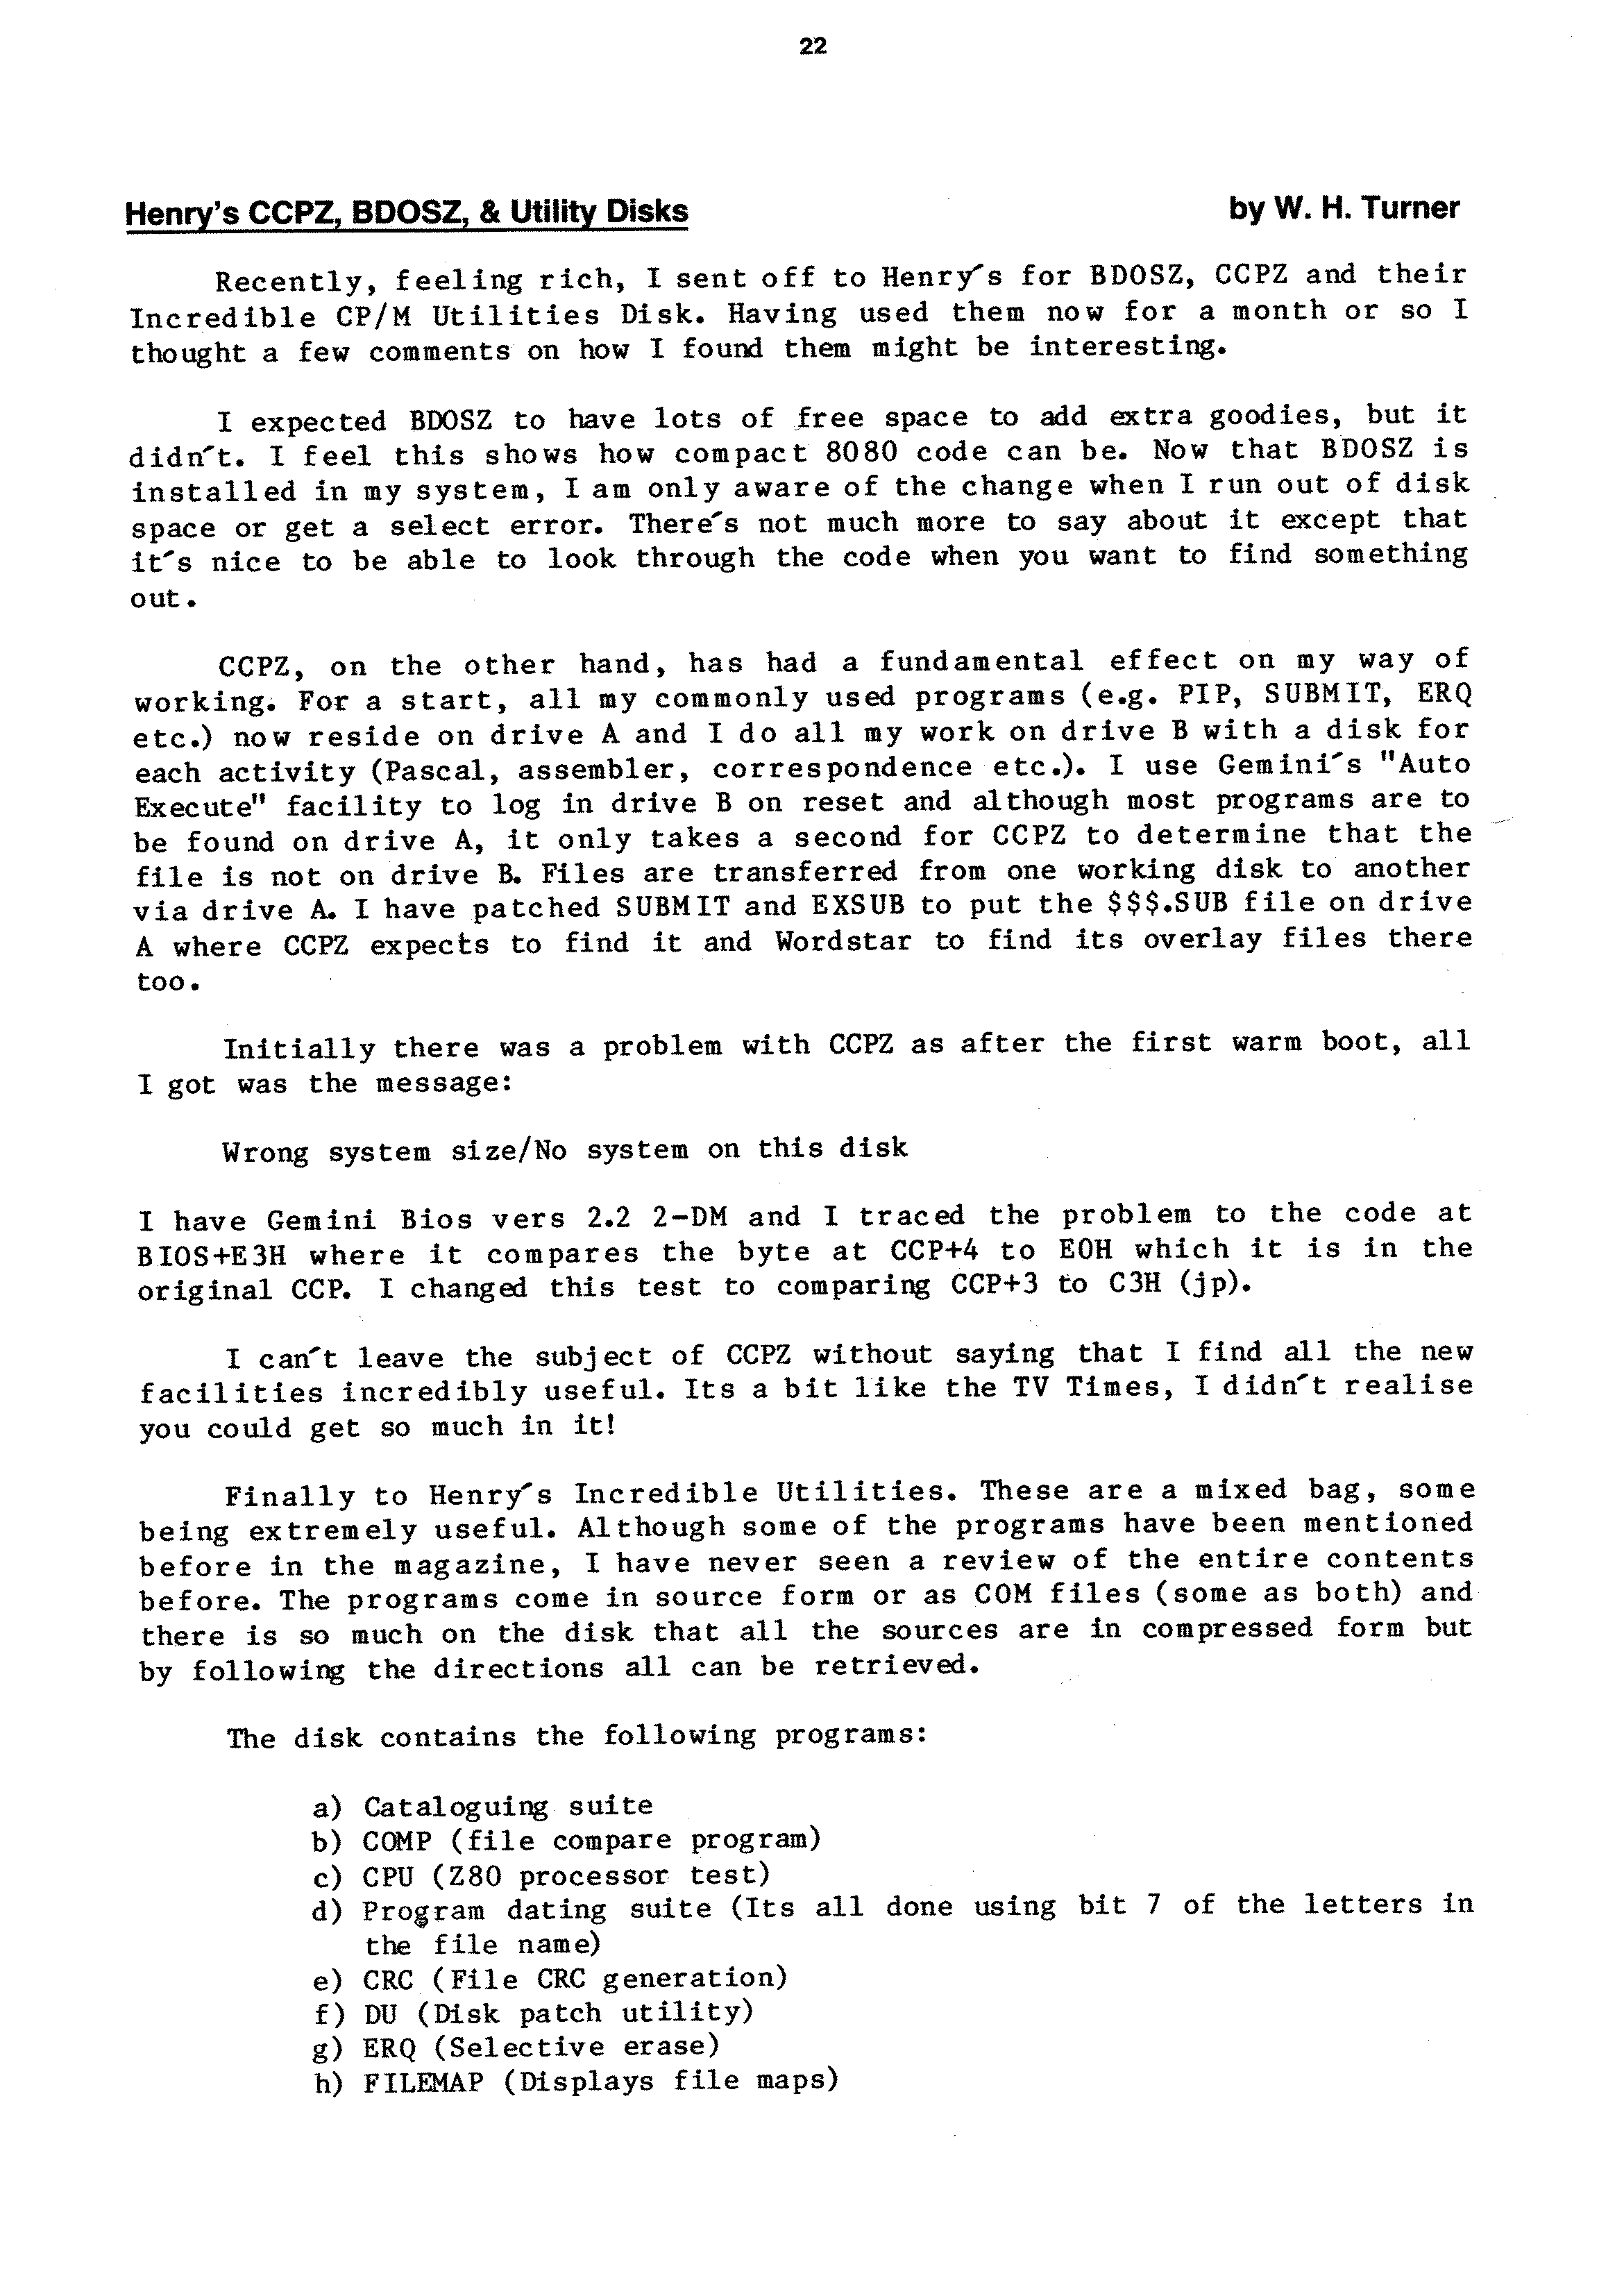 22
Henry's CCPZ, BDOSZ, & Utility Disks by W. H. Turner
Recently, feeling rich, I sent off to Henry's for BDOSZ, CCPZ and their
Incredible CP/M Utilities Disk. Having used them now for a month or so I
thought a few comments on how I found them might be interesting.
I expected BDOSZ to have lots of free space to add extra goodies, but it
didn't. I feel this shows how compact 8080 code can be. Now that BDOSZ is
installed in my system, I am only aware of the change when I run out of disk
space or get a select error. There's not much more to say about it except that
it's nice to be able to look through the code when you want to find something
out.
CCPZ, on the other hand, has had a fundamental effect on my way of
working. For a start, all my commonly used programs (e.g. PIP, SUBMIT, ERQ
etc.) now reside on drive A and I do all my work on drive B with a disk for
each activity (Pascal, assembler, correspondence etc.). I use Gemini's "Auto
Execute" facility to log in drive B on reset and although most programs are to
be found on drive A, it only takes a second for CCPZ to determine that the
file is not on drive B. Files are transferred from one working disk to another
via drive A. I have patched SUBMIT and EXSUB to put the $$$.SUB file on drive
A where CCPZ expects to find it and Wordstar to find its overlay files there
too.
Initially there was a problem with CCPZ as after the first warm boot, all
I got was the message:
Wrong system size/No system on this disk
I have Gemini Bios vers 2.2 2-DM and I traced the problem to the code at
BIOS+E3H where it compares the byte at CCP+4 to E0H which it is in the
original CCP. I changed this test to comparing CCP+3 to C3H (jp).
I can't leave the subject of CCPZ without saying that I find all the new
facilities incredibly useful. Its a bit like the TV Times, I didn't realise
you could get so much in it!
Finally to Henry's Incredible Utilities. These are a mixed bag, some
being extremely useful. Although some of the programs have been mentioned
before in the magazine, I have never seen a review of the entire contents
before. The programs come in source form or as COM files (some as both) and
there is so much on the disk that all the sources are in compressed form but
by following the directions all can be retrieved.
The disk contains the following programs:
a) Cataloguing suite
b) COMP (file compare program)
c) CPU (Z80 processor test)
d) Program dating suite (Its all done using bit 7 of the letters in
the file name)
e) CRC (File CRC generation)
f) DU (Disk patch utility)
g) ERQ (Selective erase)
h) FILEMAP (Displays file maps)